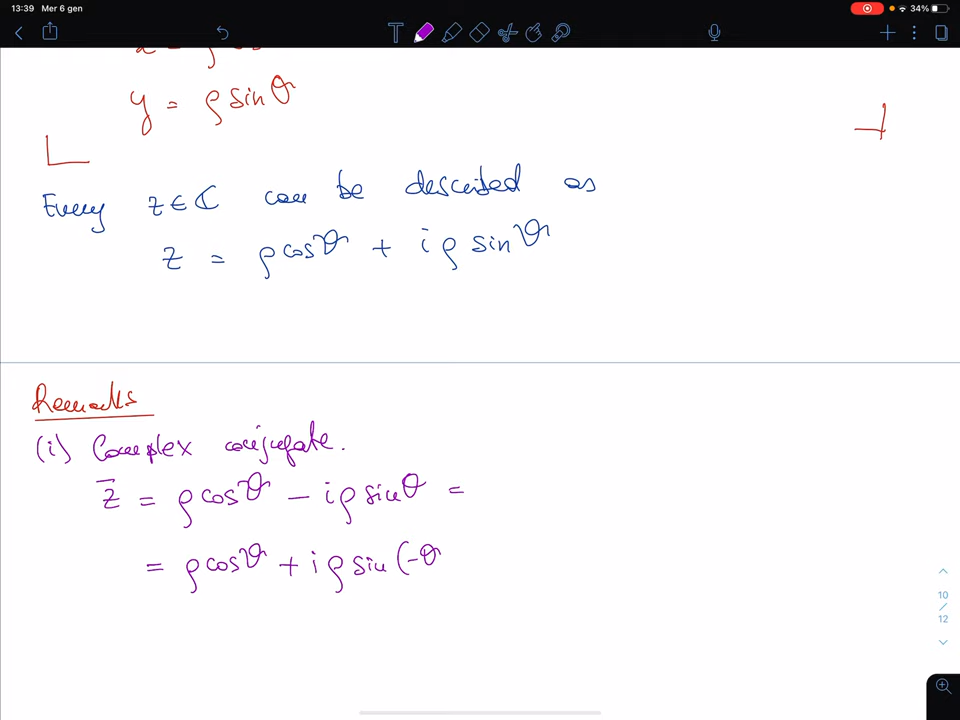 13:39 Mer 6 gen 34%
y = ρ sin ϑ
Every z ∈ ℂ can be described as
z = ρ cos ϑ + i ρ sin ϑ
Remarks
(i) Complex conjugate.
z̅ = ρ cos ϑ − i ρ sin ϑ =
= ρ cos ϑ + i ρ sin (−ϑ
10
/
12